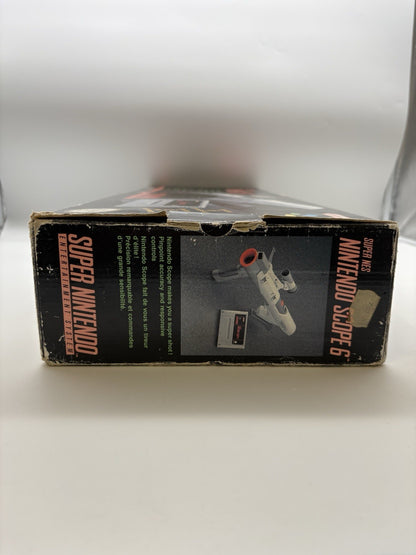 SUPER NES
NINTENDO SCOPE 6™
Nintendo Scope makes you a super shot!
Pinpoint accuracy and responsive
controls
Nintendo Scope fait de vous un tireur
d'élite!
Précision remarquable et commandes
d'une grande sensibilité.
SUPER NINTENDO
ENTERTAINMENT SYSTEM